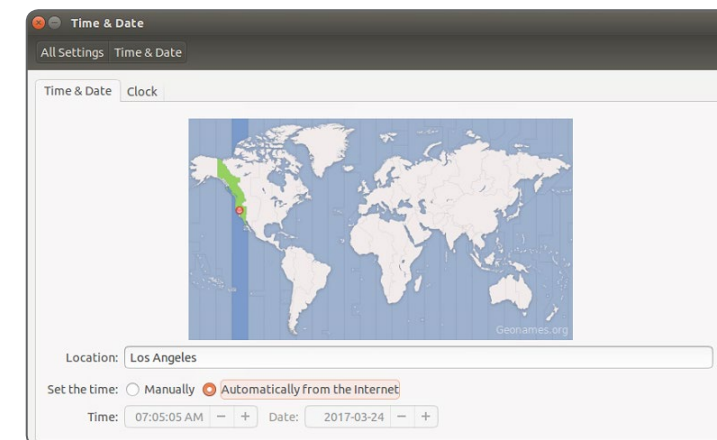 Time & Date
All Settings Time & Date
Time & Date Clock
Geonames.org
Location: Los Angeles
Set the time: Manually Automatically from the Internet
Time: 07:05:05 AM − + Date: 2017-03-24 − +